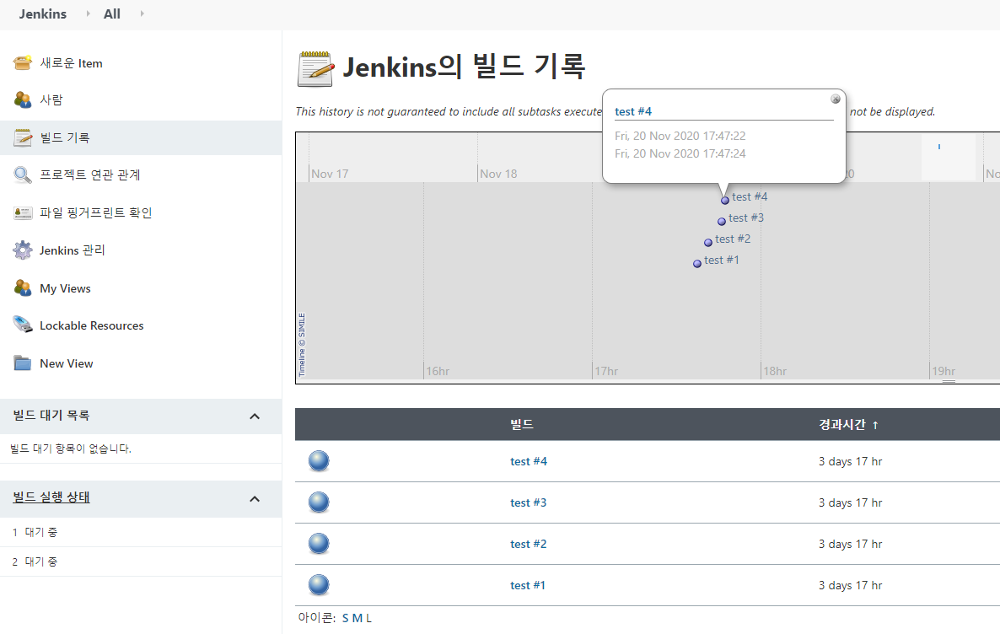 Jenkins All
새로운 Item
사람
빌드 기록
프로젝트 연관 관계
파일 핑거프린트 확인
Jenkins 관리
My Views
Lockable Resources
New View
빌드 대기 목록
빌드 대기 항목이 없습니다.
빌드 실행 상태
1 대기 중
2 대기 중
Jenkins의 빌드 기록
This history is not guaranteed to include all subtasks execute not be displayed.
test #4
Fri, 20 Nov 2020 17:47:22
Fri, 20 Nov 2020 17:47:24
Nov 17 Nov 18 20 No
test #4
test #3
test #2
test #1
Timeline © SIMILE
16hr 17hr 18hr 19hr
빌드 경과시간 ↑
test #4 3 days 17 hr
test #3 3 days 17 hr
test #2 3 days 17 hr
test #1 3 days 17 hr
아이콘: S M L